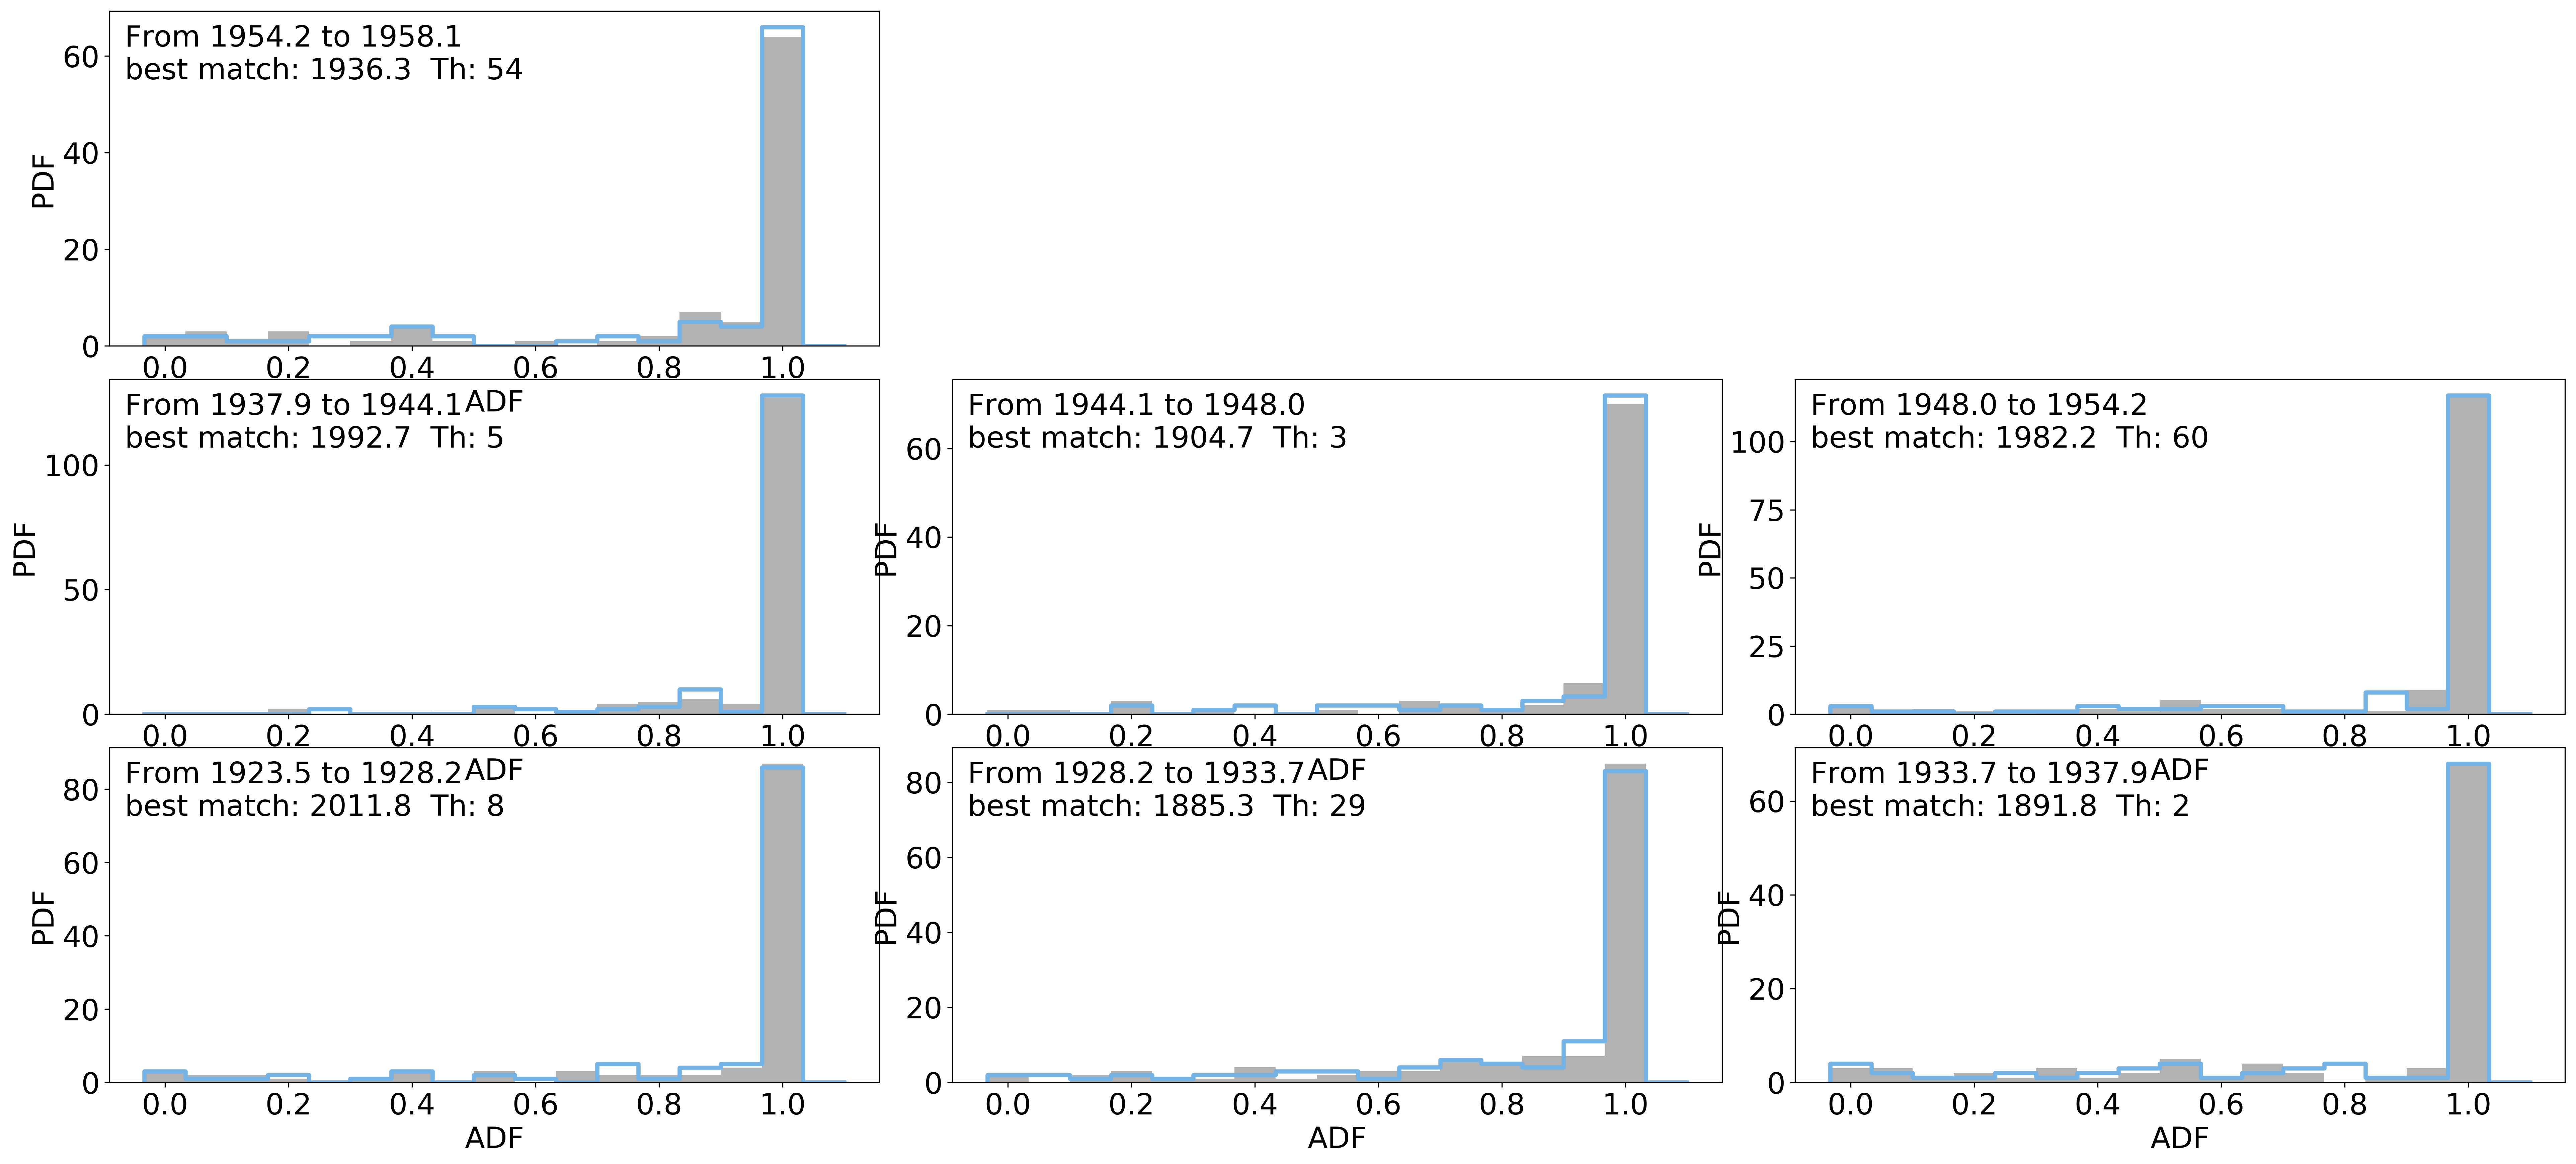 From 1954.2 to 1958.1
best match: 1936.3 Th: 54
PDF
60
40
20
0
0.0 0.2 0.4 0.6 0.8 1.0
ADF
From 1937.9 to 1944.1
best match: 1992.7 Th: 5
PDF
100
50
0
0.0 0.2 0.4 0.6 0.8 1.0
ADF
From 1944.1 to 1948.0
best match: 1904.7 Th: 3
PDF
60
40
20
0
0.0 0.2 0.4 0.6 0.8 1.0
ADF
From 1948.0 to 1954.2
best match: 1982.2 Th: 60
PDF
100
75
50
25
0
0.0 0.2 0.4 0.6 0.8 1.0
ADF
From 1923.5 to 1928.2
best match: 2011.8 Th: 8
PDF
80
60
40
20
0
0.0 0.2 0.4 0.6 0.8 1.0
ADF
From 1928.2 to 1933.7
best match: 1885.3 Th: 29
PDF
80
60
40
20
0
0.0 0.2 0.4 0.6 0.8 1.0
ADF
From 1933.7 to 1937.9
best match: 1891.8 Th: 2
PDF
60
40
20
0
0.0 0.2 0.4 0.6 0.8 1.0
ADF